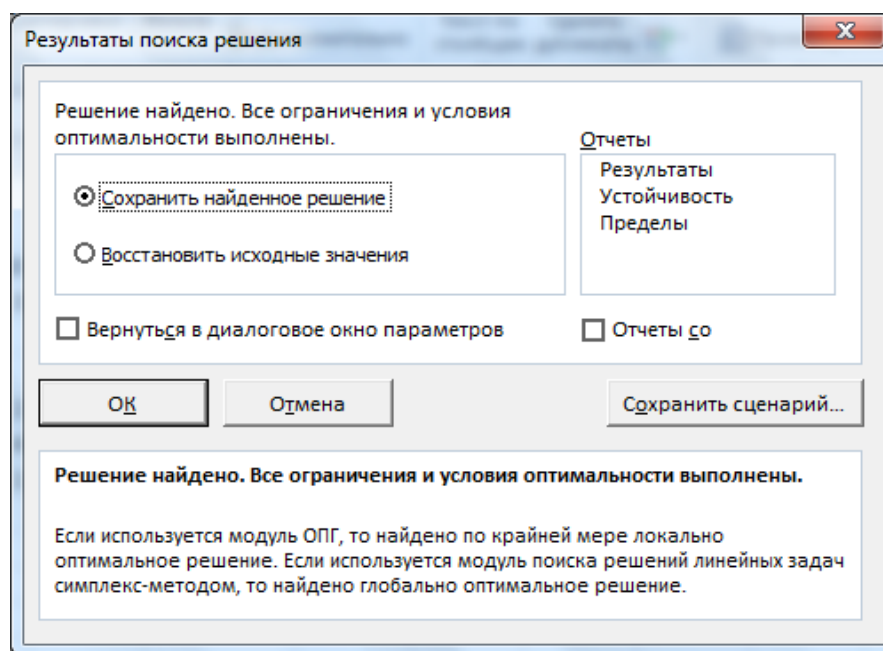 Результаты поиска решения
Решение найдено. Все ограничения и условия
оптимальности выполнены.
Отчеты
Результаты
Устойчивость
Пределы
Сохранить найденное решение
Восстановить исходные значения
Вернуться в диалоговое окно параметров
Отчеты со
ОК
Отмена
Сохранить сценарий...
Решение найдено. Все ограничения и условия оптимальности выполнены.
Если используется модуль ОПГ, то найдено по крайней мере локально
оптимальное решение. Если используется модуль поиска решений линейных задач
симплекс-методом, то найдено глобально оптимальное решение.